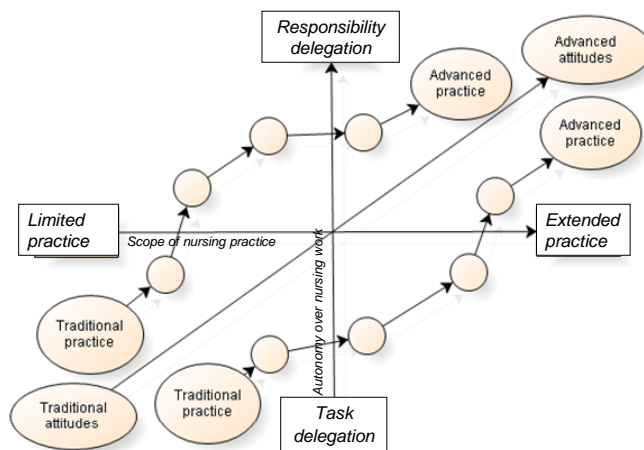 Responsibility
delegation
Advanced
attitudes
Advanced
practice
Advanced
practice
Limited
practice
Scope of nursing practice
Extended
practice
Autonomy over nursing work
Traditional
practice
Traditional
attitudes
Traditional
practice
Task
delegation